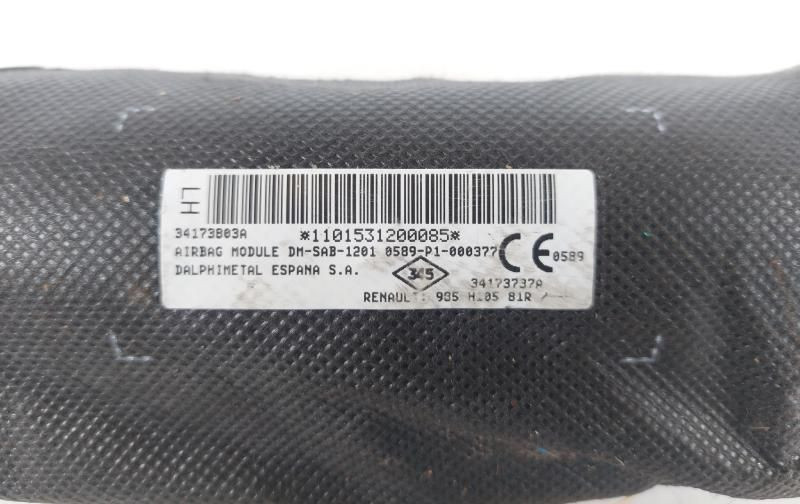 LH
34173803A
*1101531200085*
AIRBAG MODULE DM-SAB-1201 0589-P1-000377
CE 0589
DALPHIMETAL ESPANA S.A.
345
34173737A
RENAULT: 985 H105 81R